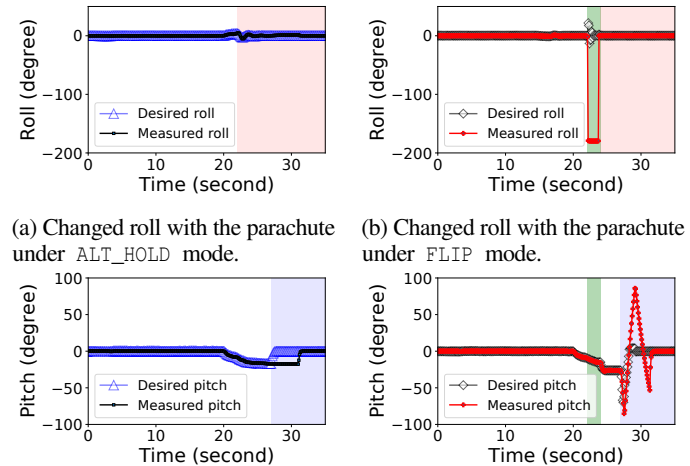 0
−100
−200
Roll (degree)
Desired roll
Measured roll
0 10 20 30
Time (second)
0
−100
−200
Roll (degree)
Desired roll
Measured roll
0 10 20 30
Time (second)
(a) Changed roll with the parachute
under ALT_HOLD mode.
(b) Changed roll with the parachute
under FLIP mode.
100
50
0
−50
−100
Pitch (degree)
Desired pitch
Measured pitch
0 10 20 30
Time (second)
100
50
0
−50
−100
Pitch (degree)
Desired pitch
Measured pitch
0 10 20 30
Time (second)